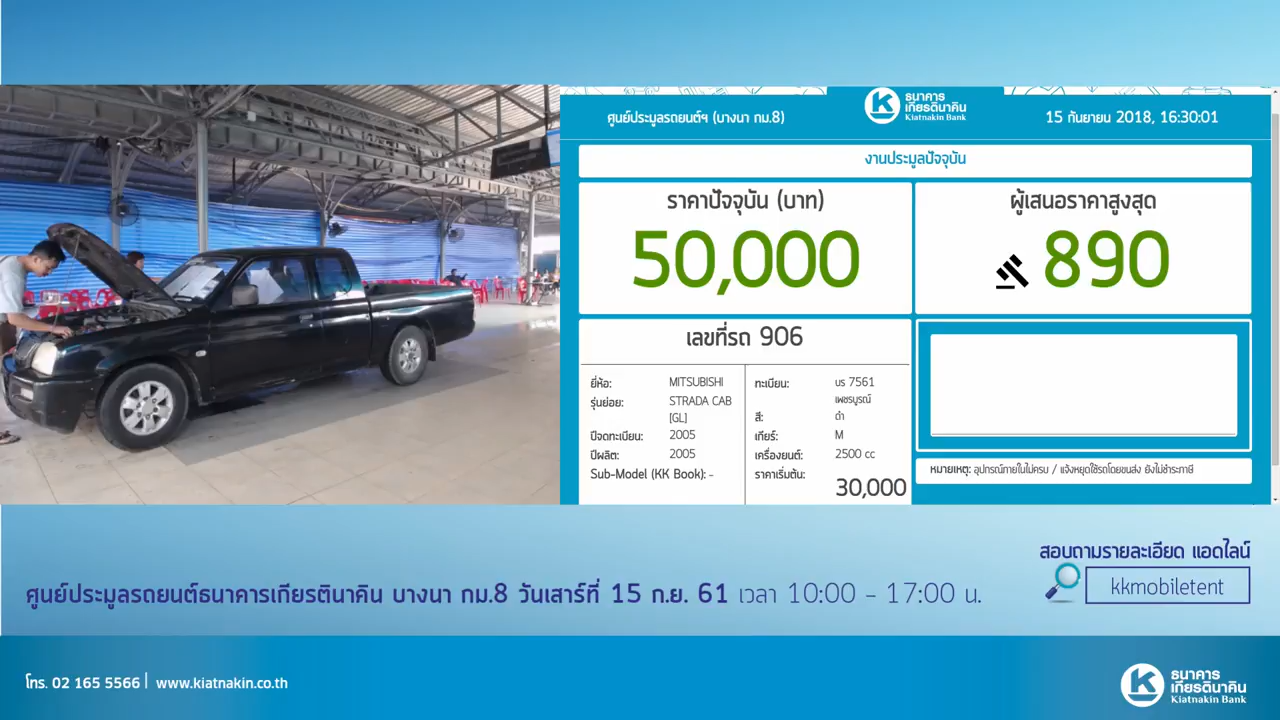 ศูนย์ประมูลรถยนต์ฯ (บางนา กม.8)
ธนาคาร
เกียรตินาคิน
Kiatnakin Bank
15 กันยายน 2018, 16:30:01
งานประมูลปัจจุบัน
ราคาปัจจุบัน (บาท)
50,000
ผู้เสนอราคาสูงสุด
890
เลขที่รถ 906
ยี่ห้อ: MITSUBISHI
รุ่นย่อย: STRADA CAB
[GL]
ปีจดทะเบียน: 2005
ปีผลิต: 2005
Sub-Model (KK Book): -
ทะเบียน: บร 7561
เพชรบูรณ์
สี: ดำ
เกียร์: M
เครื่องยนต์: 2500 cc
ราคาเริ่มต้น: 30,000
หมายเหตุ: อุปกรณ์ภายในไม่ครบ / แจ้งหยุดใช้รถโดยขนส่ง ยังไม่ชำระภาษี
สอบถามรายละเอียด แอดไลน์
kkmobiletent
ศูนย์ประมูลรถยนต์ธนาคารเกียรตินาคิน บางนา กม.8 วันเสาร์ที่ 15 ก.ย. 61 เวลา 10:00 - 17:00 น.
โทร. 02 165 5566 | www.kiatnakin.co.th
ธนาคาร
เกียรตินาคิน
Kiatnakin Bank